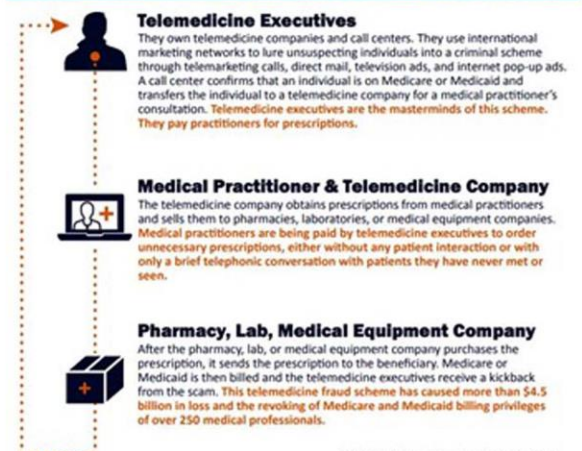 Telemedicine Executives
They own telemedicine companies and call centers. They use international
marketing networks to lure unsuspecting individuals into a criminal scheme
through telemarketing calls, direct mail, television ads, and internet pop-up ads.
A call center confirms that an individual is on Medicare or Medicaid and
transfers the individual to a telemedicine company for a medical practitioner's
consultation. Telemedicine executives are the masterminds of this scheme.
They pay practitioners for prescriptions.
Medical Practitioner & Telemedicine Company
The telemedicine company obtains prescriptions from medical practitioners
and sells them to pharmacies, laboratories, or medical equipment companies.
Medical practitioners are being paid by telemedicine executives to order
unnecessary prescriptions, either without any patient interaction or with
only a brief telephonic conversation with patients they have never met or
seen.
Pharmacy, Lab, Medical Equipment Company
After the pharmacy, lab, or medical equipment company purchases the
prescription, it sends the prescription to the beneficiary. Medicare or
Medicaid is then billed and the telemedicine executives receive a kickback
from the scam. This telemedicine fraud scheme has caused more than $4.5
billion in loss and the revoking of Medicare and Medicaid billing privileges
of over 250 medical professionals.